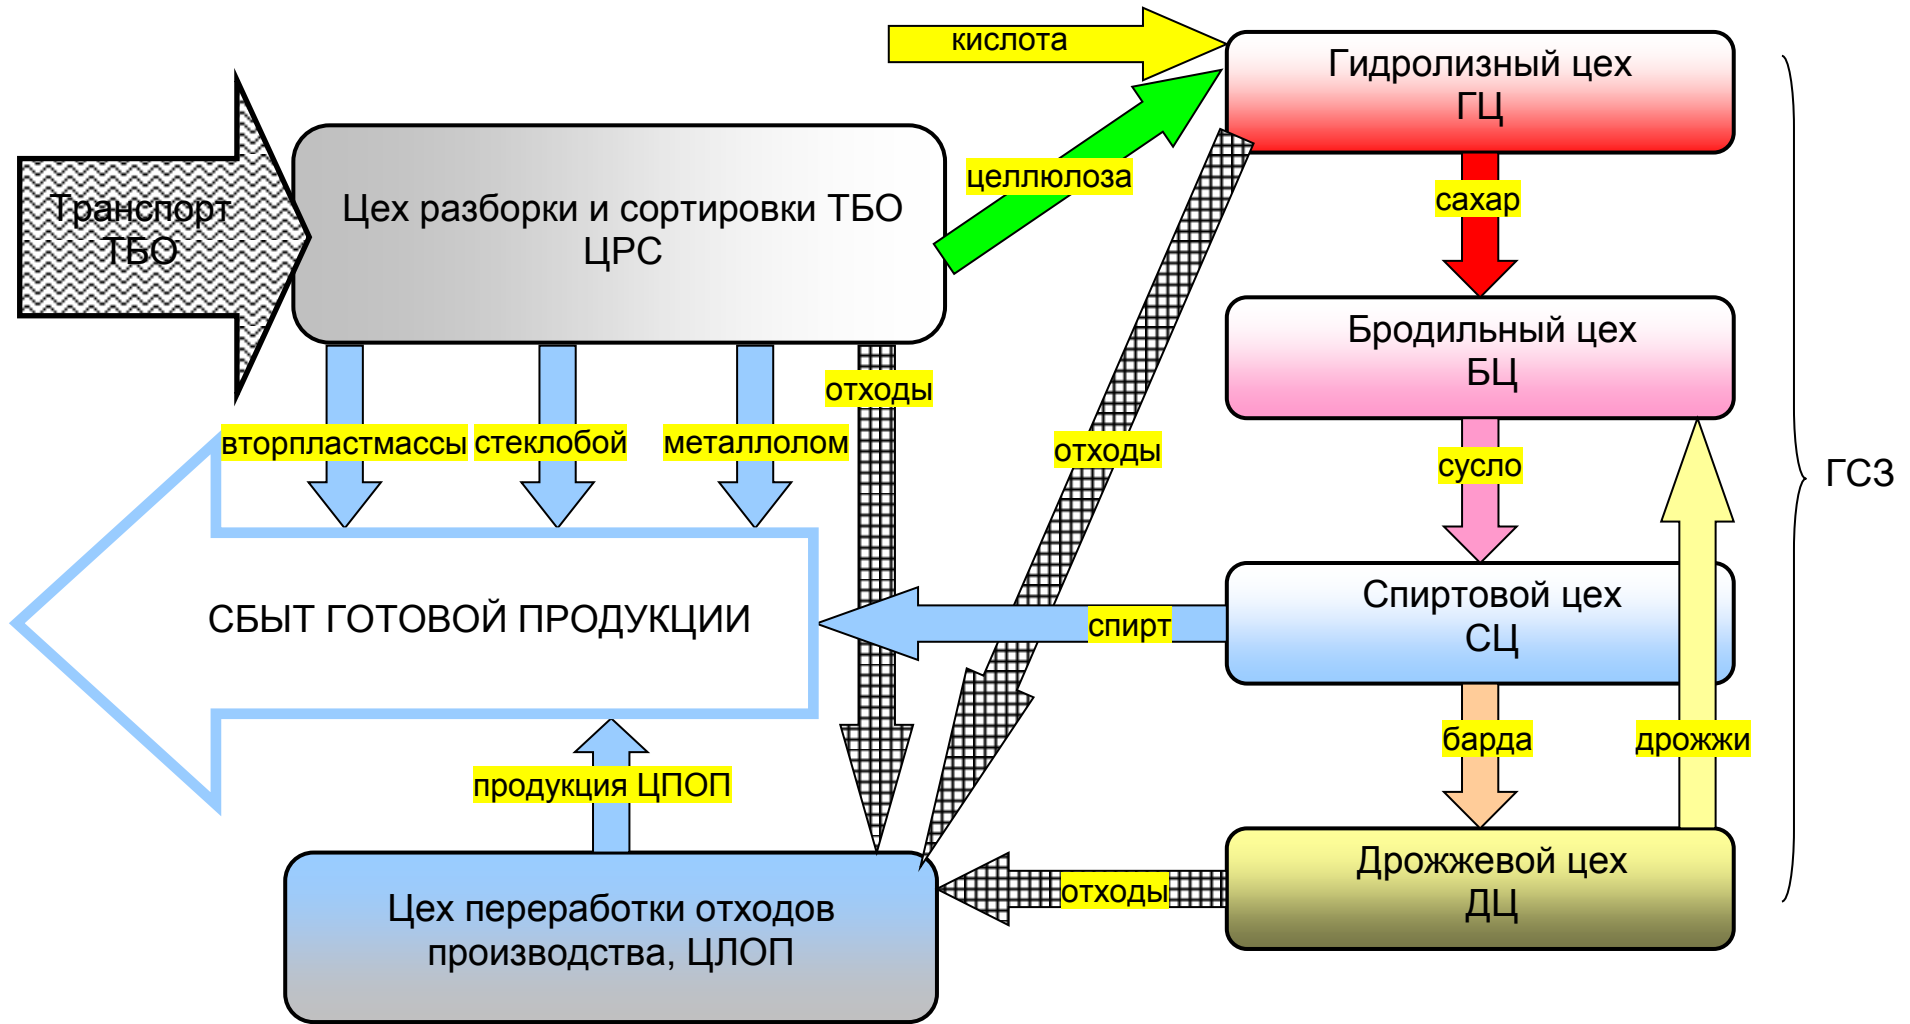 кислота
Гидролизный цех
ГЦ
целлюлоза
Транспорт
ТБО
Цех разборки и сортировки ТБО
ЦРС
сахар
Бродильный цех
БЦ
отходы
вторпластмассы
стеклобой
металлолом
отходы
сусло
ГСЗ
СБЫТ ГОТОВОЙ ПРОДУКЦИИ
спирт
Спиртовой цех
СЦ
барда
дрожжи
продукция ЦПОП
Цех переработки отходов
производства, ЦЛОП
отходы
Дрожжевой цех
ДЦ